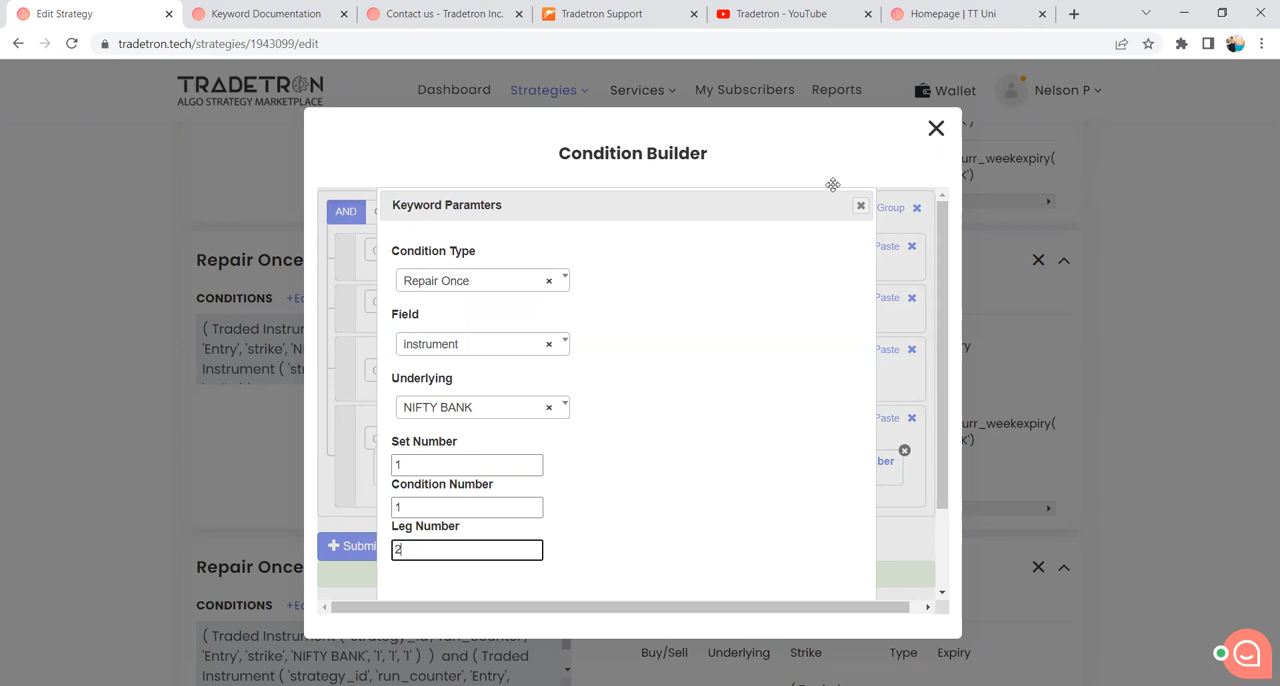 Edit Strategy
Keyword Documentation
Contact us - Tradetron Inc.
Tradetron Support
Tradetron - YouTube
Homepage | TT Uni
tradetron.tech/strategies/1943099/edit
TRADETRON
ALGO STRATEGY MARKETPLACE
Dashboard
Strategies
Services
My Subscribers
Reports
Wallet
Nelson P
Condition Builder
urr_weekexpiry(
K')
AND
Keyword Paramters
Group
Condition Type
Paste
Repair Once
Repair Once
CONDITIONS
Paste
Field
( Traded Instrum
'Entry', 'strike', 'NI
Instrument ( 'str
instrument
Paste
Underlying
NIFTY BANK
Paste
urr_weekexpiry(
K')
Set Number
1
ber
Condition Number
1
Leg Number
2
Submi
Repair Once
CONDITIONS
( Traded Instrument ( 'strategy_id', 'run_counter',
'Entry', 'strike', 'NIFTY BANK', '1', '1', '1' ) ) and ( Traded
Instrument ( 'strategy_id', 'run_counter', 'Entry',
Buy/Sell
Underlying
Strike
Type
Expiry